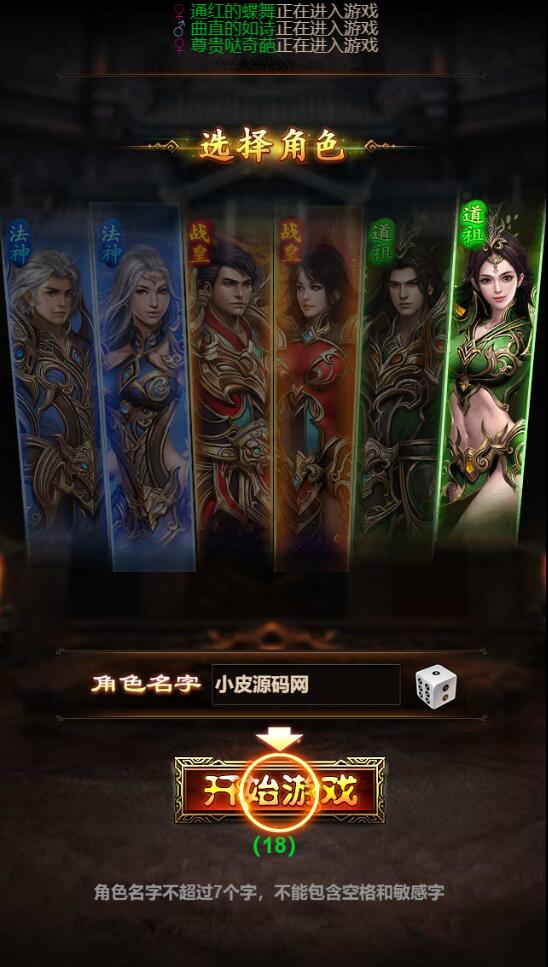 ♀ 通红的蝶舞正在进入游戏
♂ 曲直的如诗正在进入游戏
♀ 尊贵哒奇葩正在进入游戏
选择角色
法神
法神
战皇
战皇
道祖
道祖
角色名字 小皮源码网
开始游戏
(18)
角色名字不超过7个字，不能包含空格和敏感字